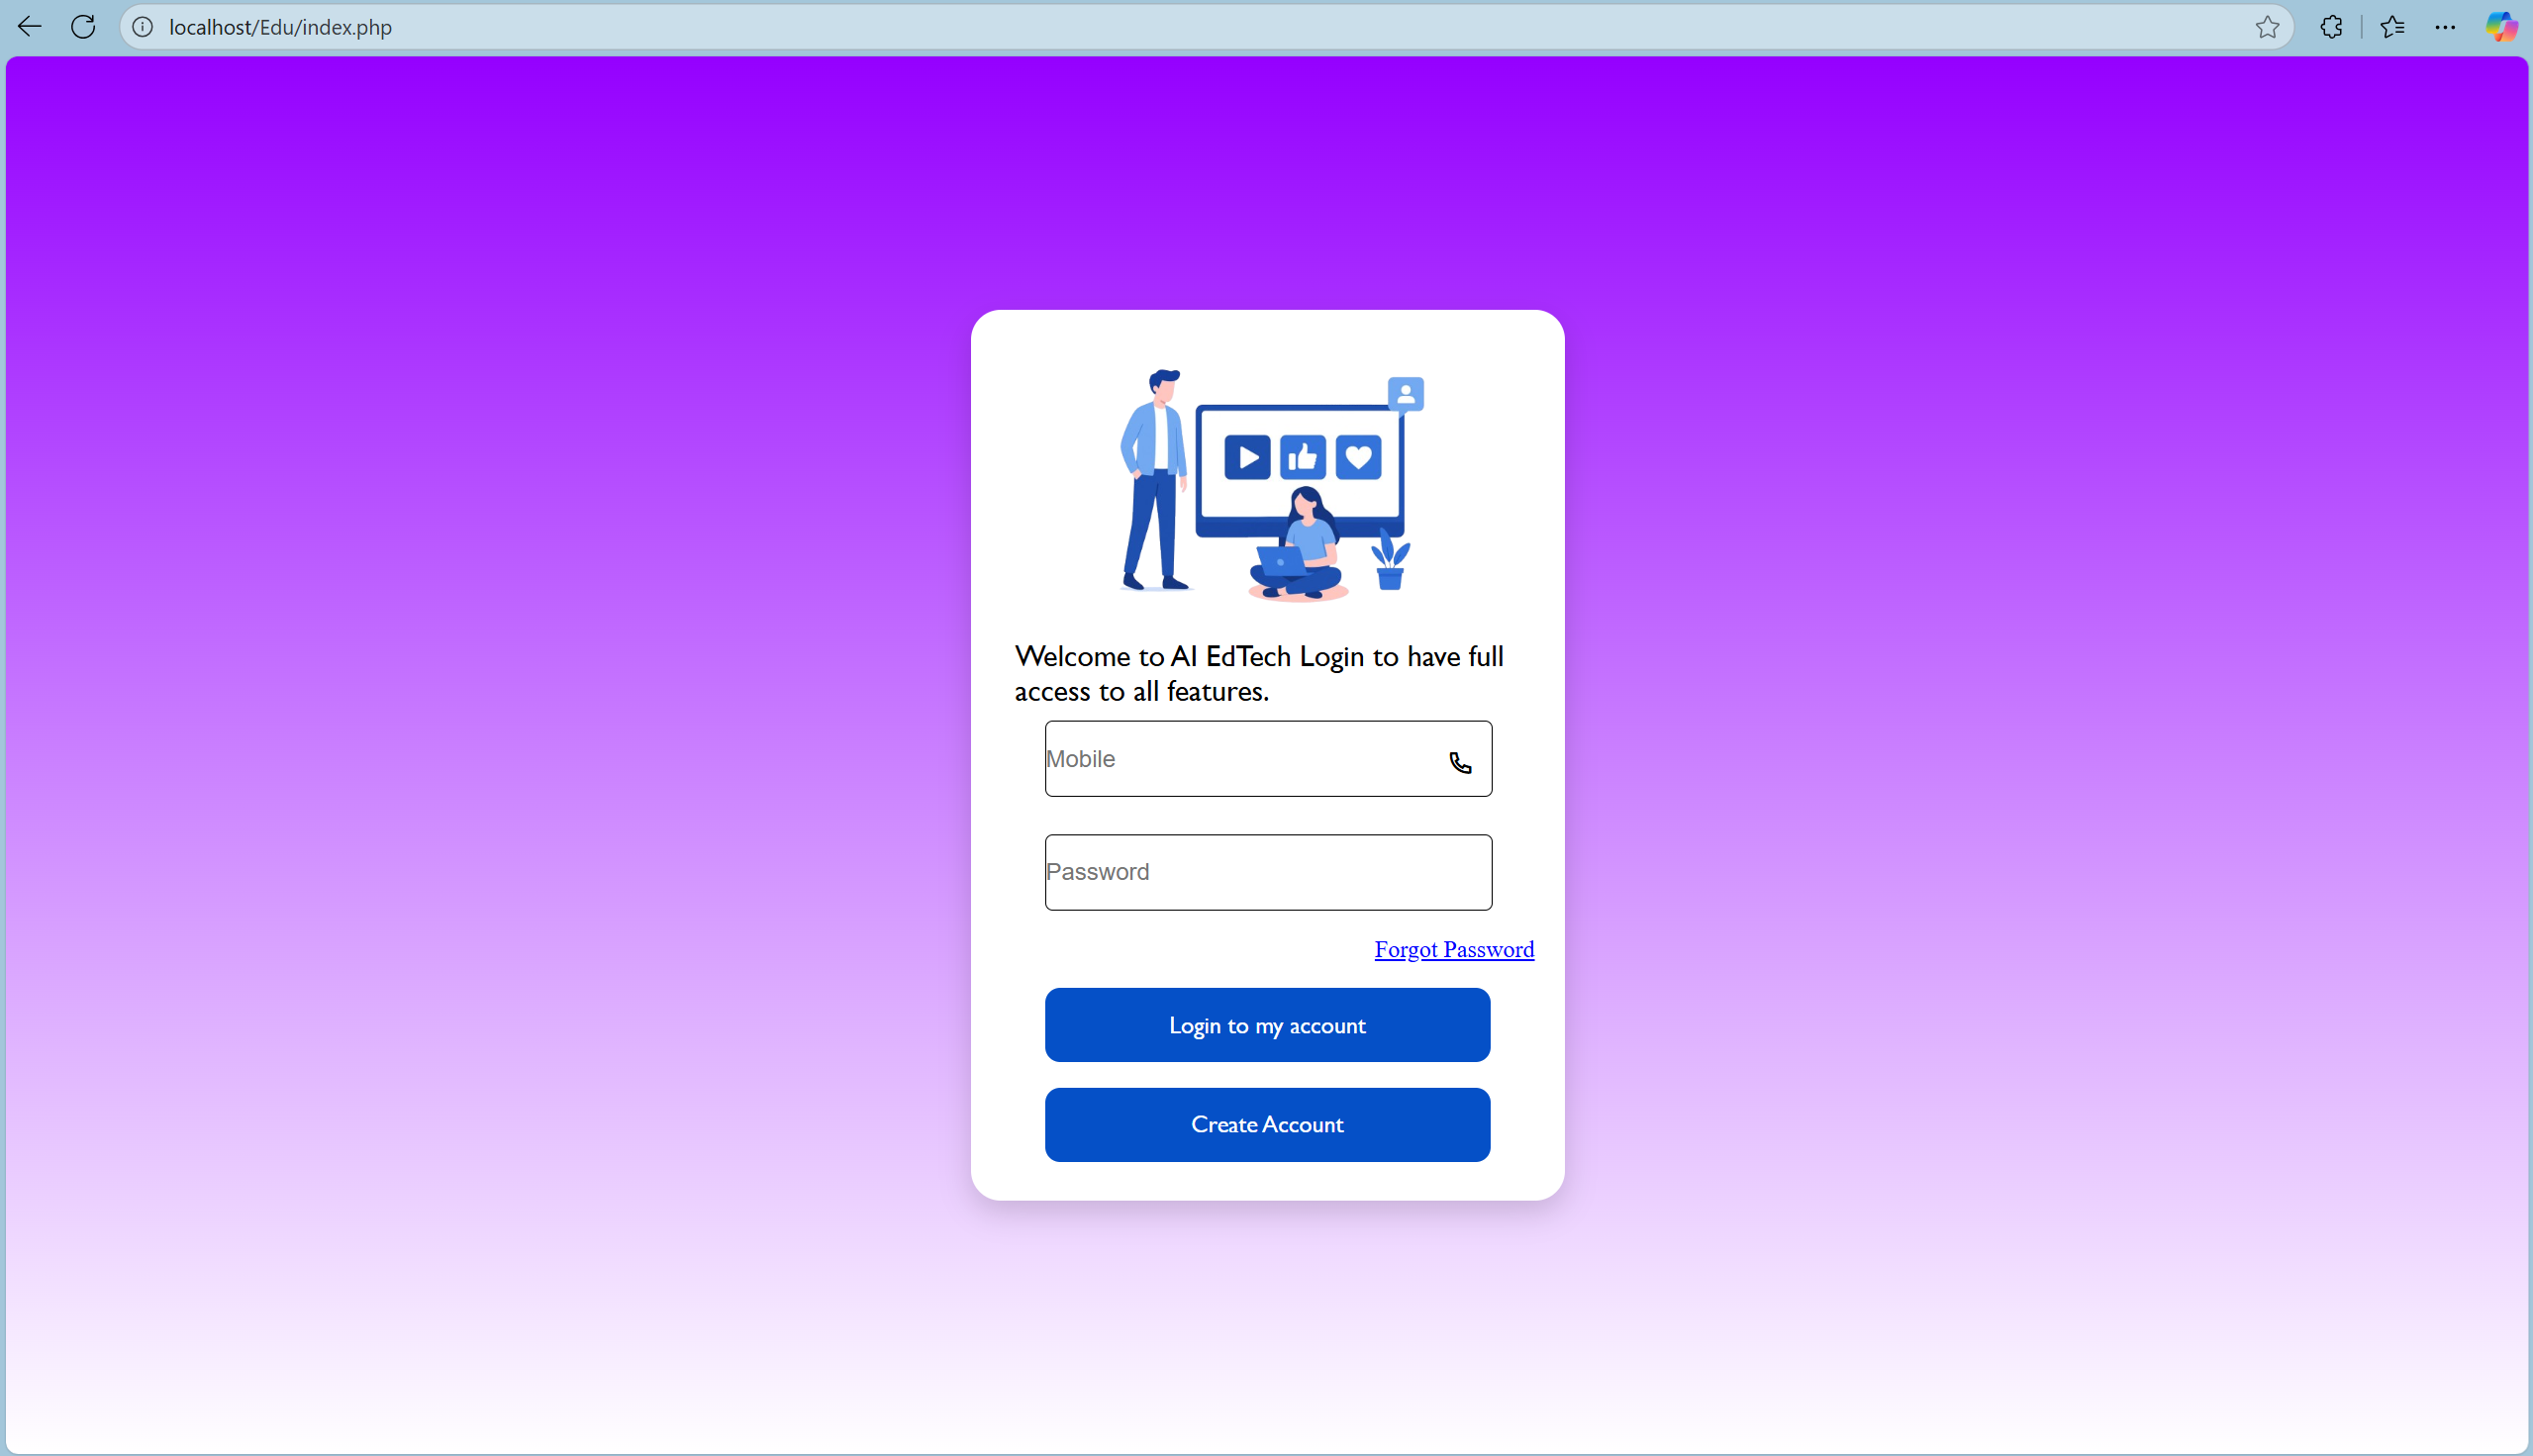 localhost/Edu/index.php
Welcome to AI EdTech Login to have full
access to all features.
Mobile
Password
Forgot Password
Login to my account
Create Account